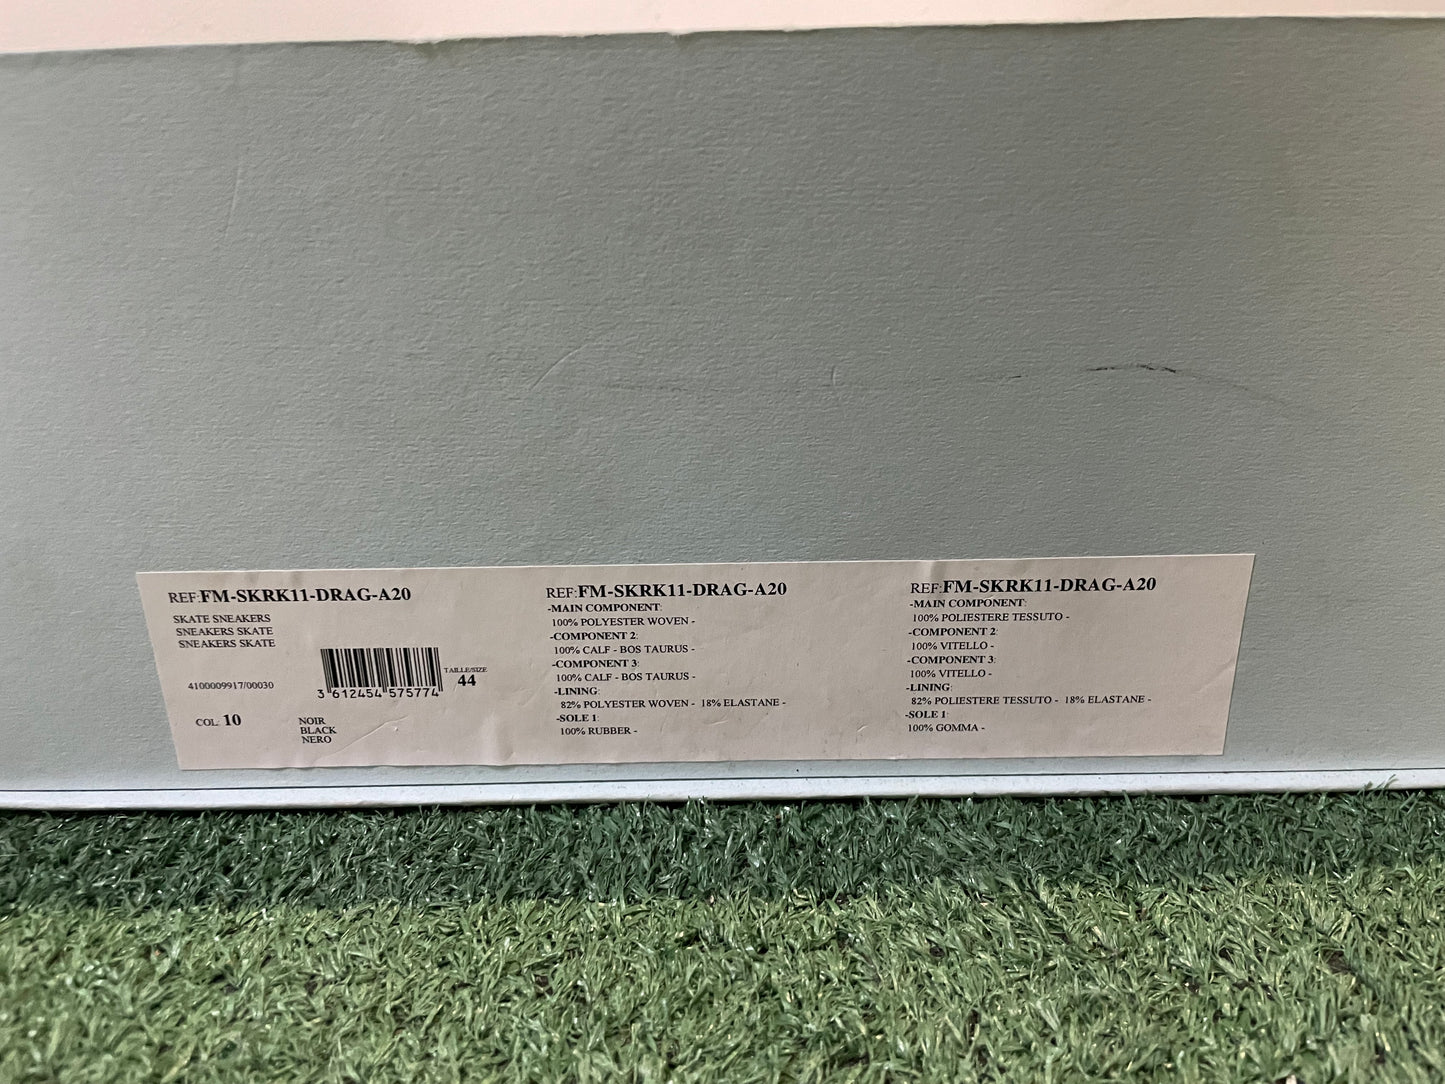 REF:FM-SKRK11-DRAG-A20
SKATE SNEAKERS
SNEAKERS SKATE
SNEAKERS SKATE
4100009917/00030
3 612454 575774
TAILLE/SIZE
44
COL: 10
NOIR
BLACK
NERO
REF:FM-SKRK11-DRAG-A20
-MAIN COMPONENT:
100% POLYESTER WOVEN -
-COMPONENT 2:
100% CALF - BOS TAURUS -
-COMPONENT 3:
100% CALF - BOS TAURUS -
-LINING:
82% POLYESTER WOVEN - 18% ELASTANE -
-SOLE 1:
100% RUBBER -
REF:FM-SKRK11-DRAG-A20
-MAIN COMPONENT:
100% POLIESTERE TESSUTO -
-COMPONENT 2:
100% VITELLO -
-COMPONENT 3:
100% VITELLO -
-LINING:
82% POLIESTERE TESSUTO - 18% ELASTANE -
-SOLE 1:
100% GOMMA -